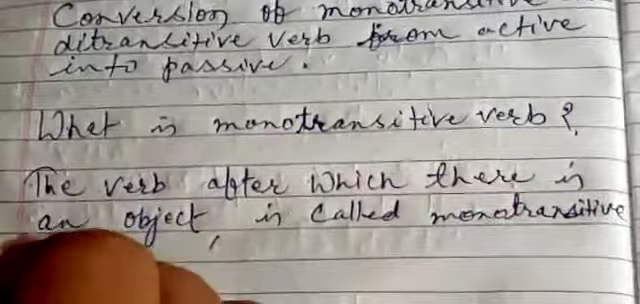 Conversion of monotransitive
ditransitive verb from active
into passive.
What is monotransitive verb?
The verb after which there is
an object, is called monotransitive